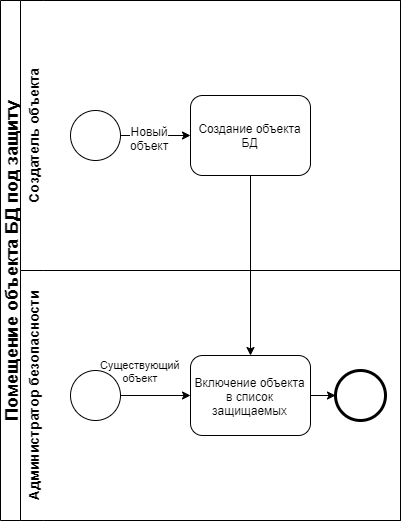 Помещение объекта БД под защиту
Создатель объекта
Новый
объект
Создание объекта
БД
Администратор безопасности
Существующий
объект
Включение объекта
в список
защищаемых